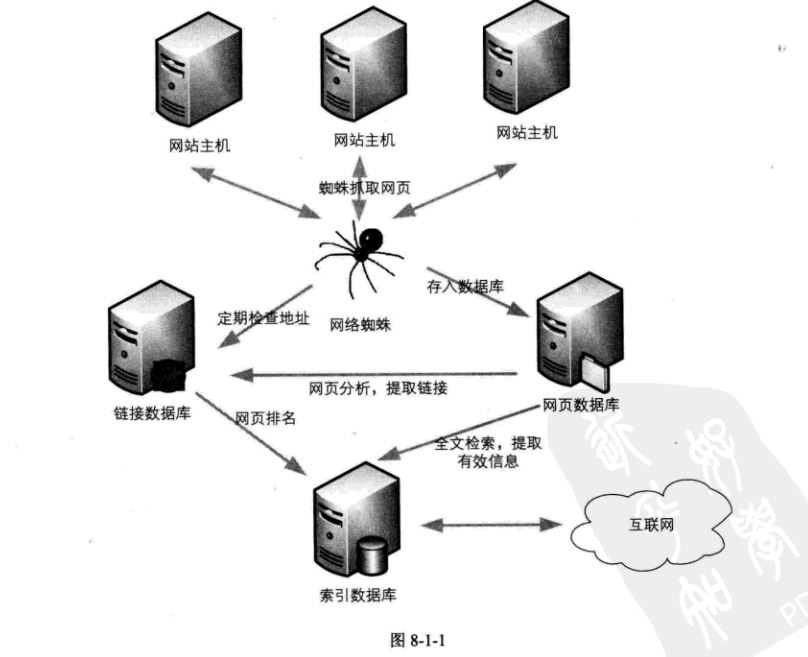 网站主机
网站主机
网站主机
蜘蛛抓取网页
存入数据库
定期检查地址
网络蜘蛛
网页分析，提取链接
链接数据库
网页排名
网页数据库
全文检索，提取
有效信息
互联网
索引数据库
图 8-1-1
PD